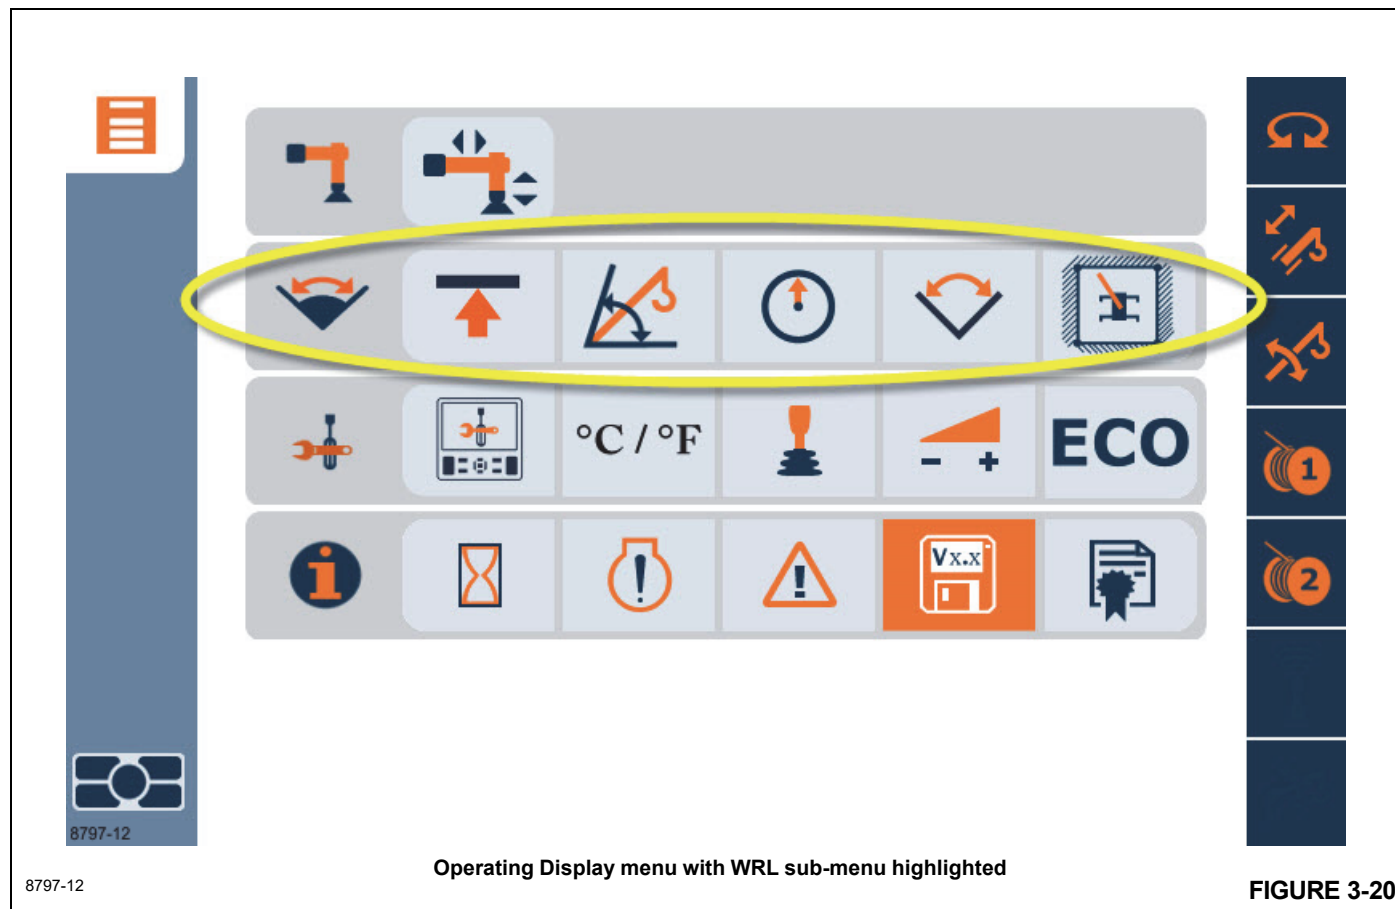 °C / °F
- +
ECO
i
! ! Vx.x
1
2
8797-12
Operating Display menu with WRL sub-menu highlighted
8797-12
FIGURE 3-20